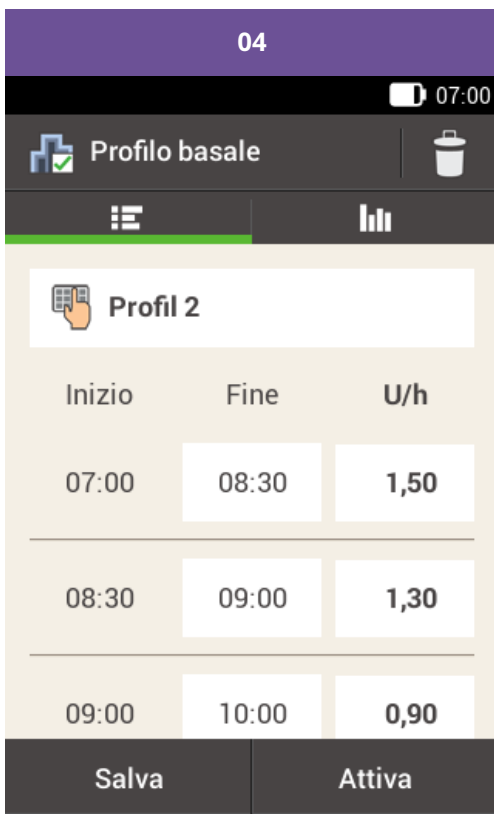 04
07:00
Profilo basale
Profil 2
Inizio Fine U/h
07:00 08:30 1,50
08:30 09:00 1,30
09:00 10:00 0,90
Salva Attiva